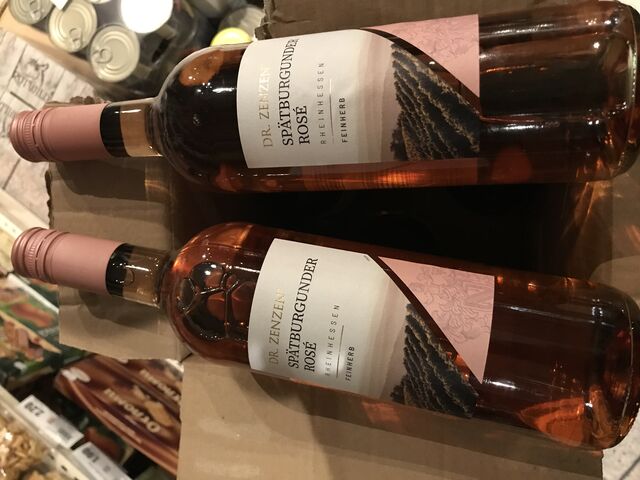 DR. ZENZEN
SPÄTBURGUNDER
ROSÉ
RHEINHESSEN
FEINHERB
DR. ZENZEN
SPÄTBURGUNDER
ROSÉ
RHEINHESSEN
FEINHERB